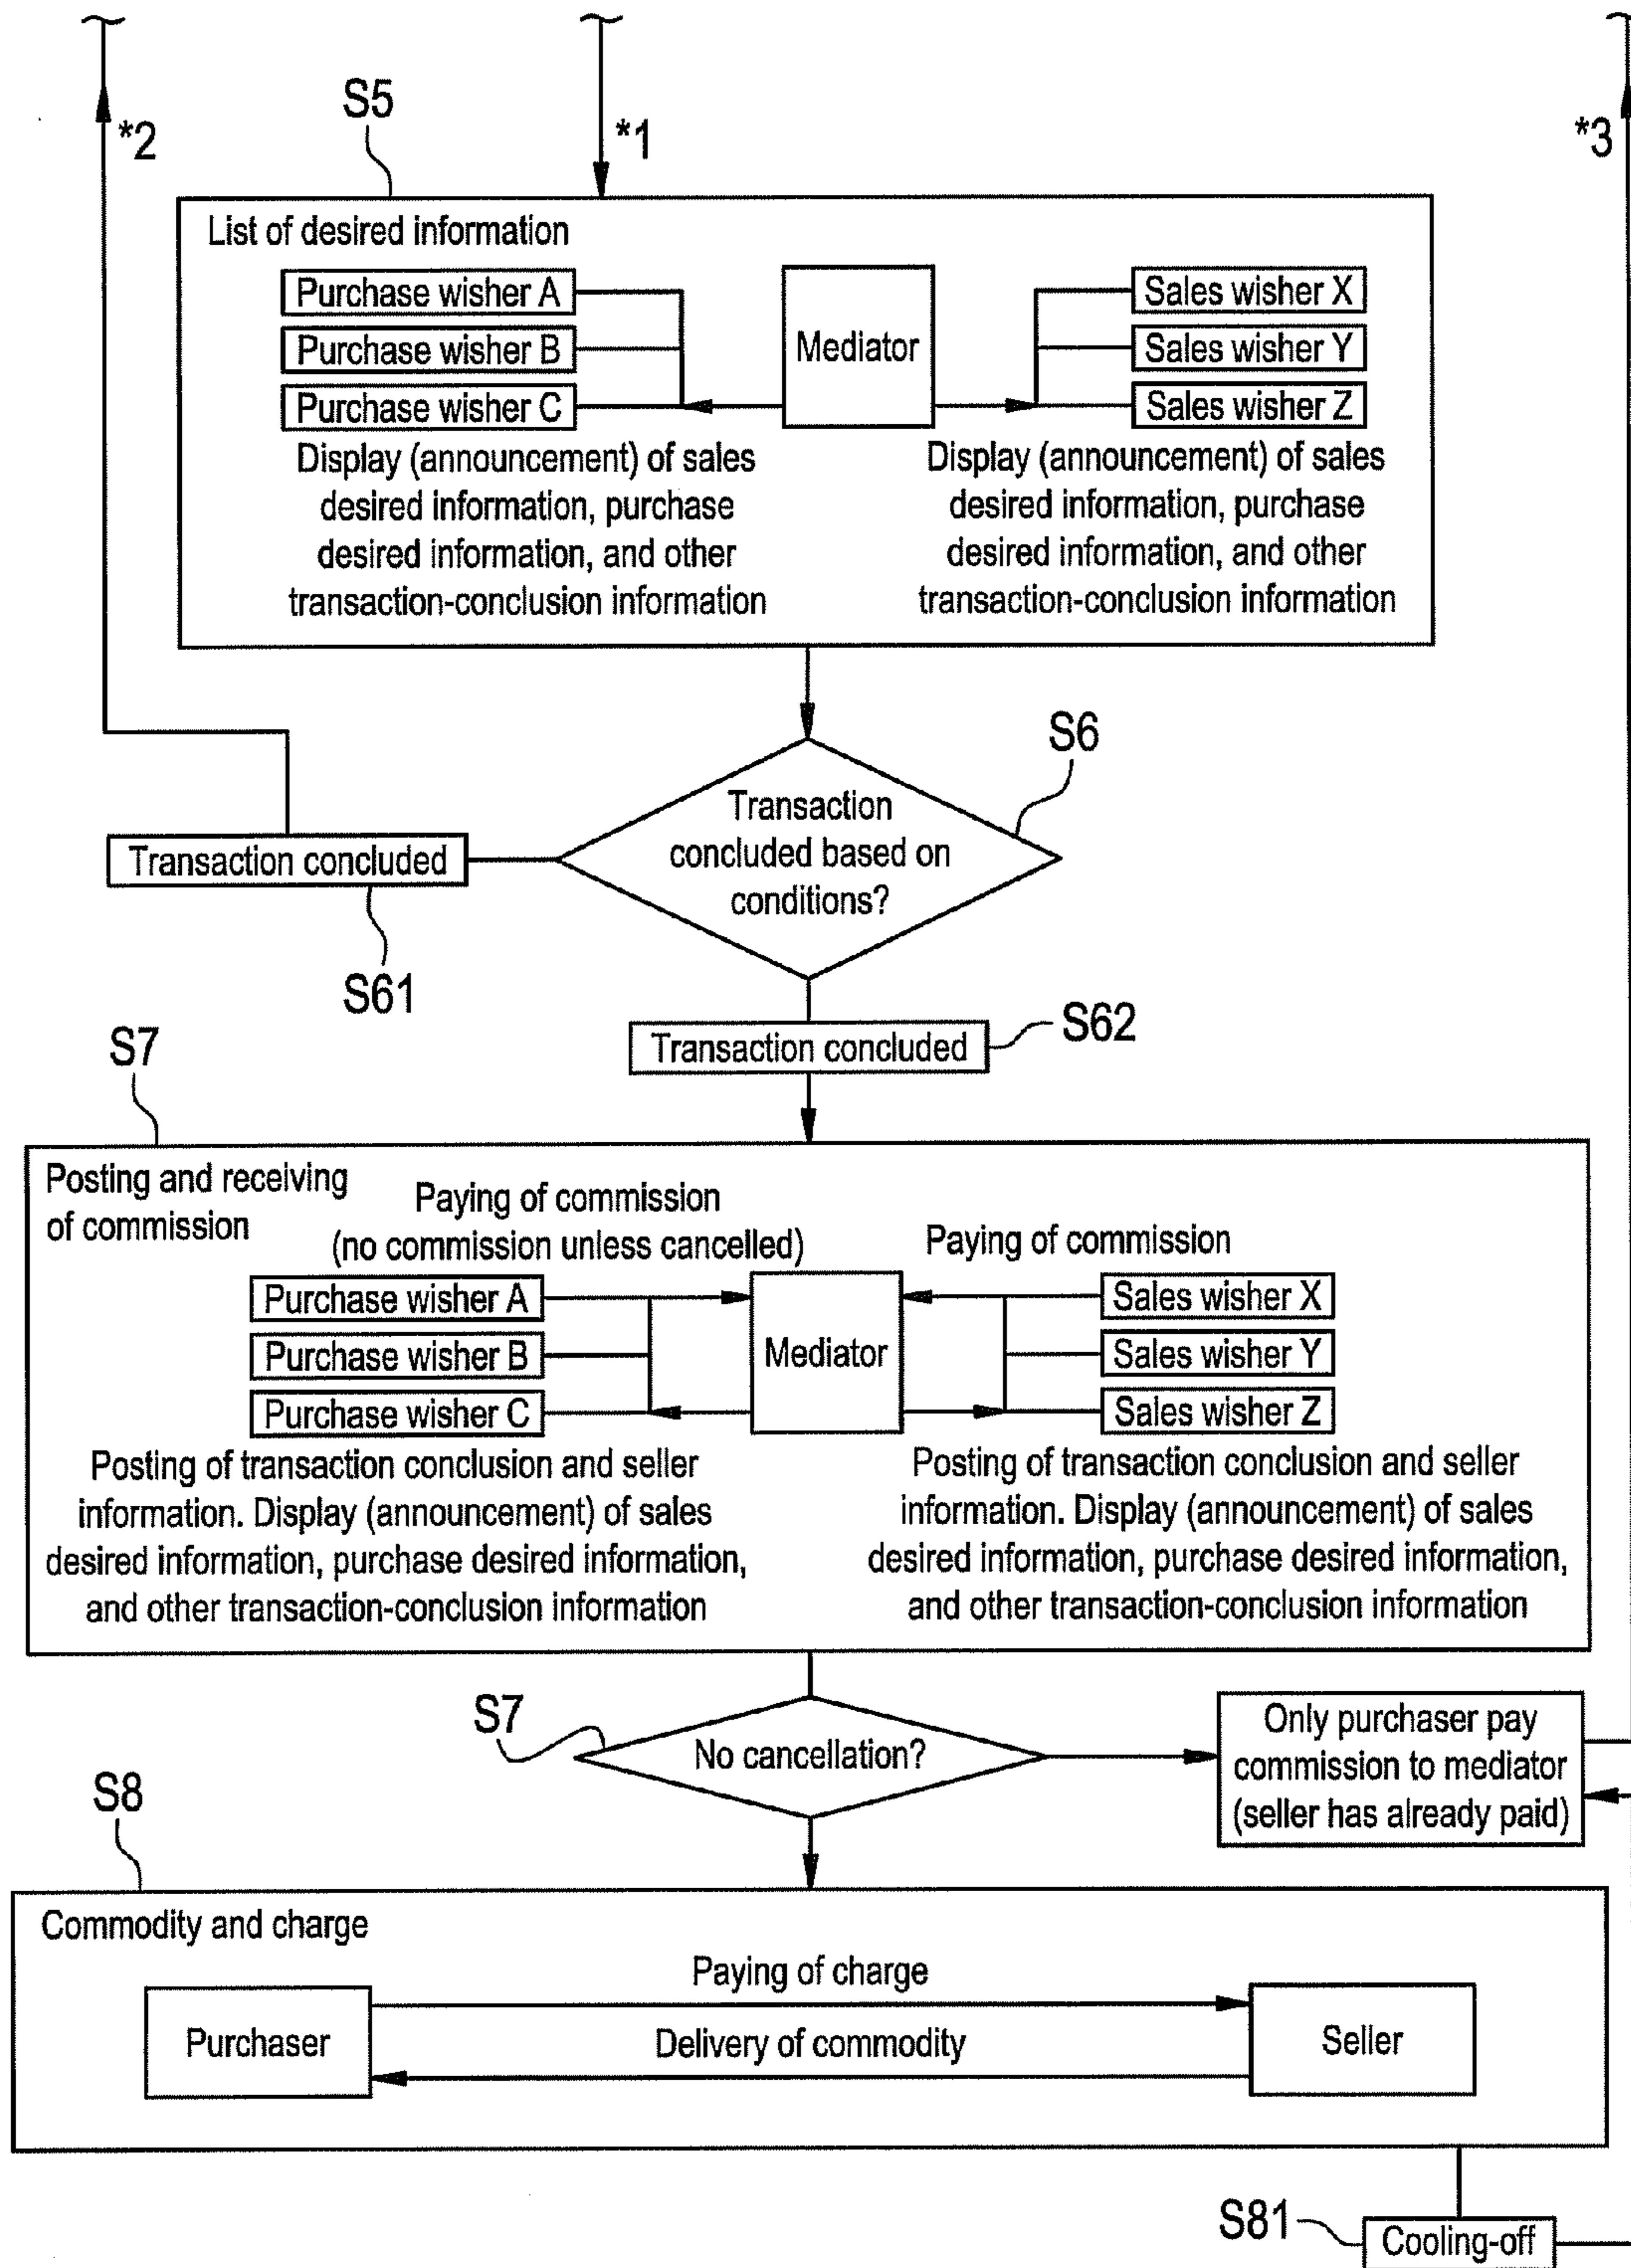 *2
*1
*3
S5
List of desired information
Purchase wisher A
Purchase wisher B
Purchase wisher C
Mediator
Sales wisher X
Sales wisher Y
Sales wisher Z
Display (announcement) of sales
desired information, purchase
desired information, and other
transaction-conclusion information
Display (announcement) of sales
desired information, purchase
desired information, and other
transaction-conclusion information
S6
Transaction
concluded based on
conditions?
Transaction concluded
S61
Transaction concluded
S62
S7
Posting and receiving
of commission
Paying of commission
(no commission unless cancelled)
Paying of commission
Purchase wisher A
Purchase wisher B
Purchase wisher C
Mediator
Sales wisher X
Sales wisher Y
Sales wisher Z
Posting of transaction conclusion and seller
information. Display (announcement) of sales
desired information, purchase desired information,
and other transaction-conclusion information
Posting of transaction conclusion and seller
information. Display (announcement) of sales
desired information, purchase desired information,
and other transaction-conclusion information
S7
No cancellation?
Only purchaser pay
commission to mediator
(seller has already paid)
S8
Commodity and charge
Paying of charge
Purchaser
Delivery of commodity
Seller
S81
Cooling-off